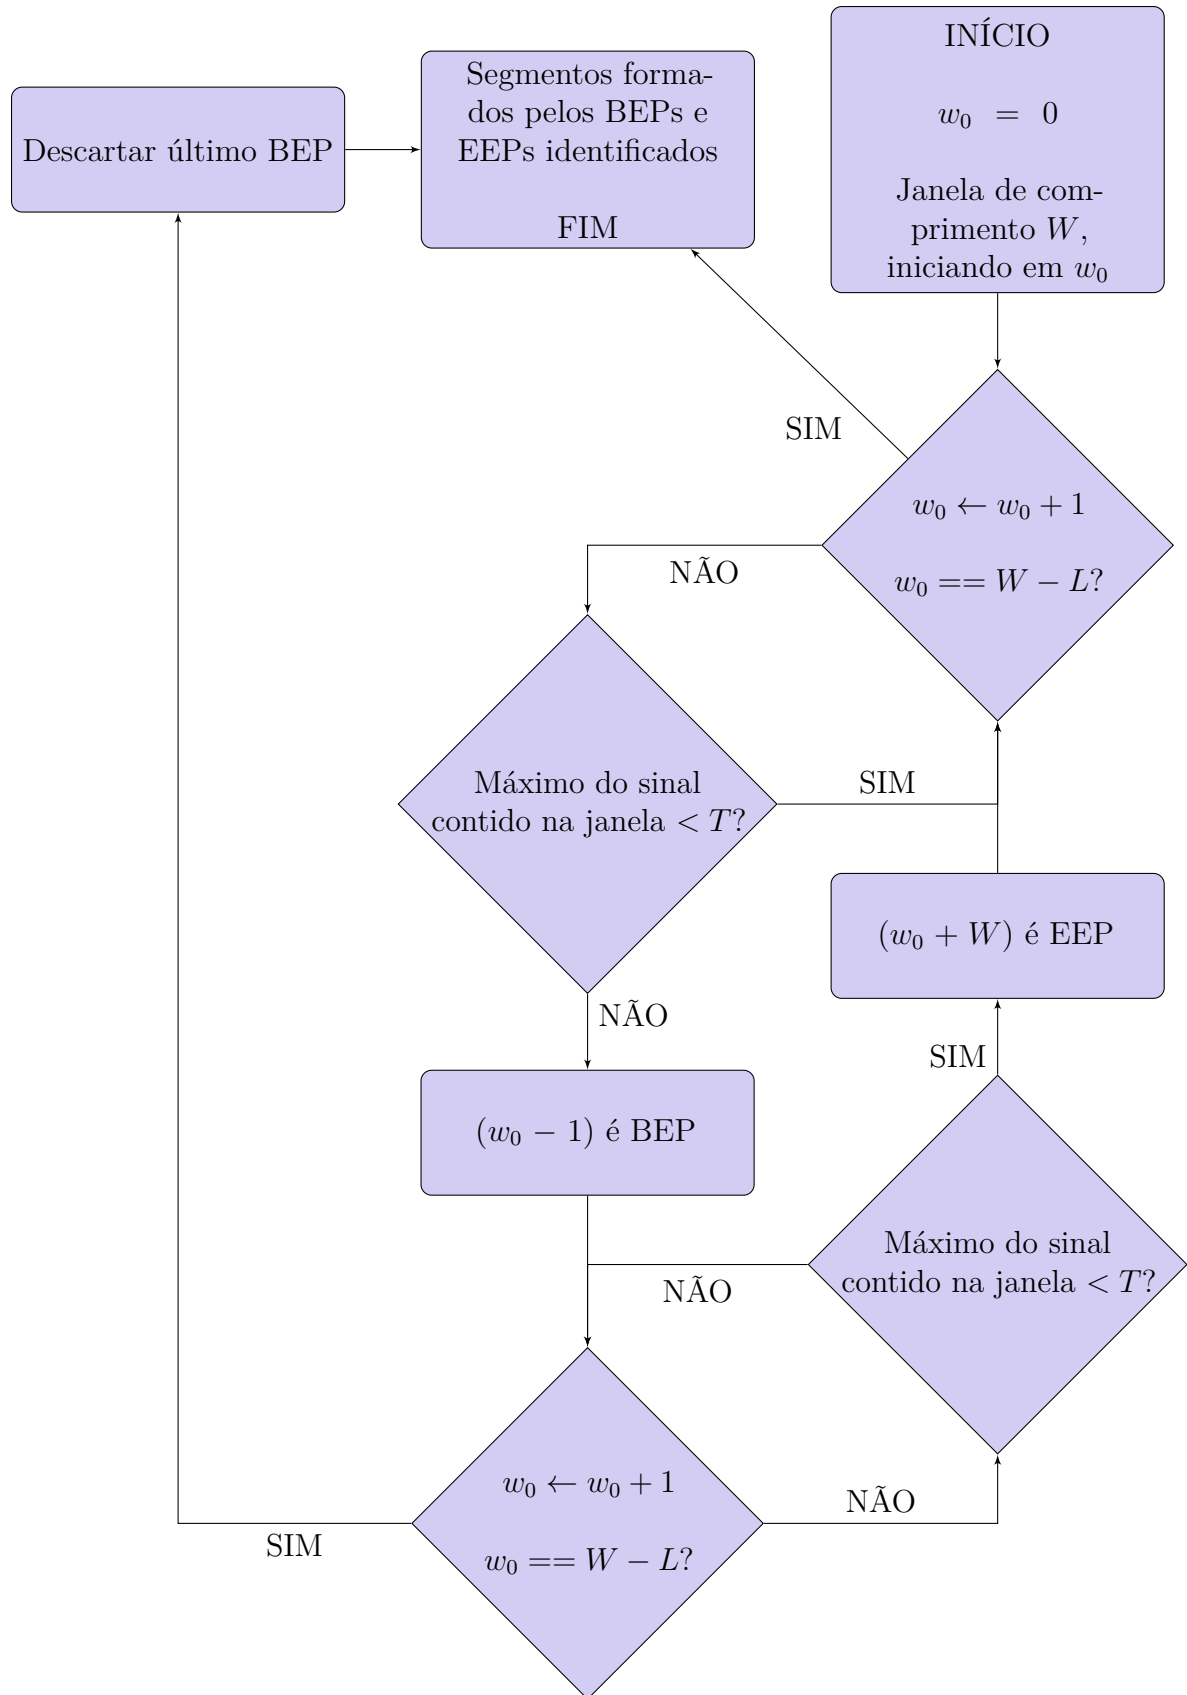 INÍCIO
w₀ = 0
Janela de com-
primento W,
iniciando em w₀
Segmentos forma-
dos pelos BEPs e
EEPs identificados
FIM
Descartar último BEP
SIM
w₀ ← w₀ + 1
w₀ == W − L?
NÃO
Máximo do sinal
contido na janela < T?
SIM
(w₀ + W) é EEP
NÃO
SIM
(w₀ − 1) é BEP
Máximo do sinal
contido na janela < T?
NÃO
w₀ ← w₀ + 1
w₀ == W − L?
NÃO
SIM